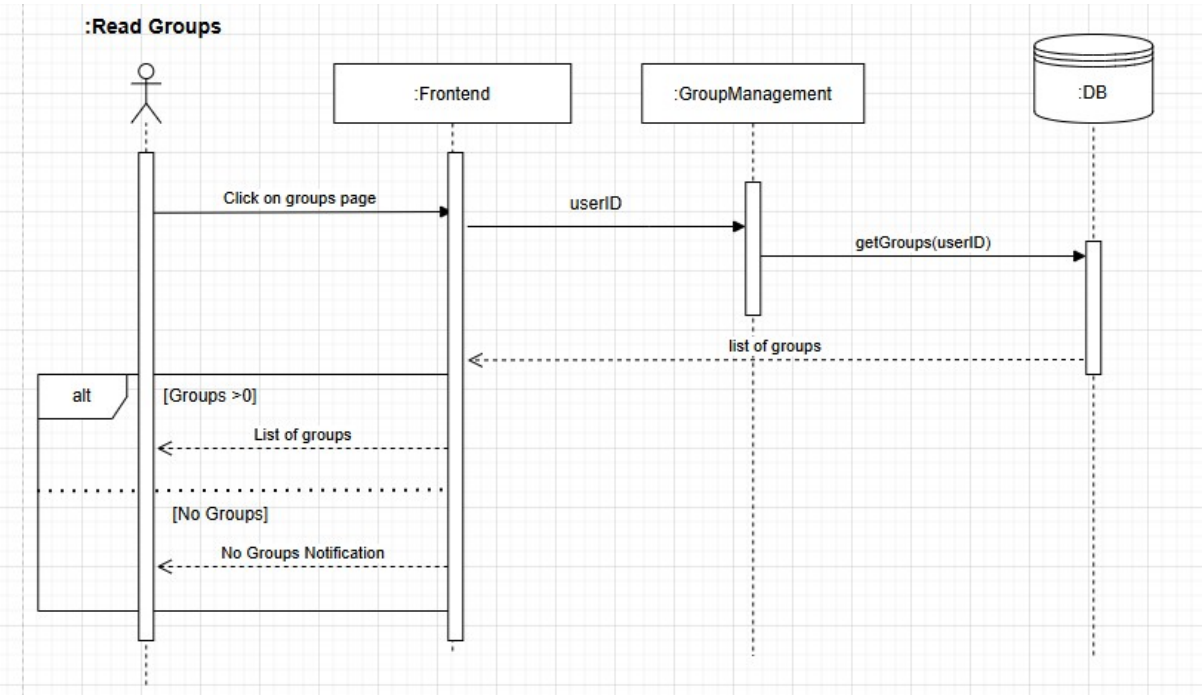 :Read Groups
:Frontend
:GroupManagement
:DB
Click on groups page
userID
getGroups(userID)
list of groups
alt
[Groups >0]
List of groups
[No Groups]
No Groups Notification